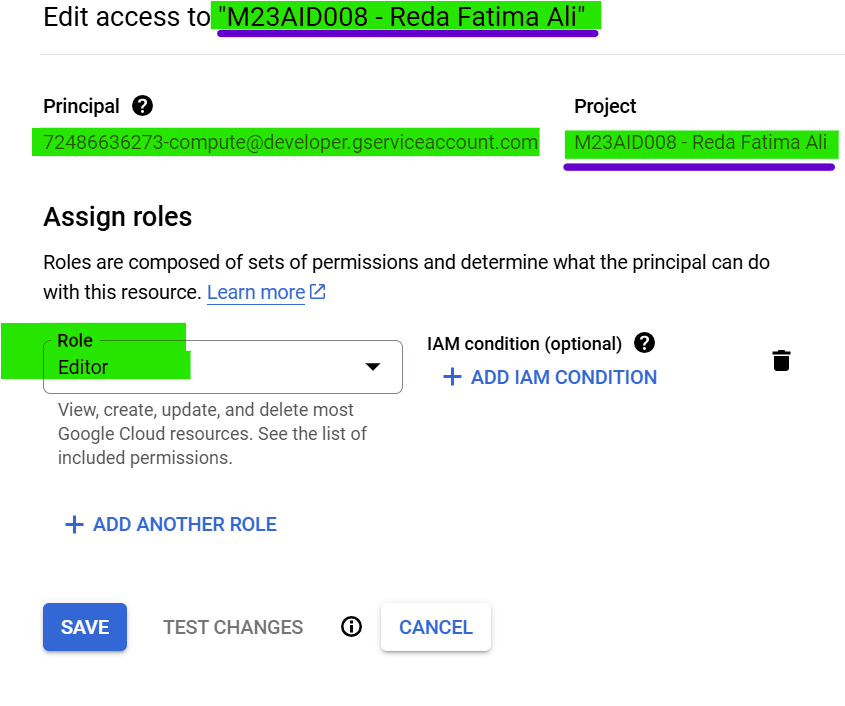 Edit access to "M23AID008 - Reda Fatima Ali"
Principal
Project
72486636273-compute@developer.gserviceaccount.com
M23AID008 - Reda Fatima Ali
Assign roles
Roles are composed of sets of permissions and determine what the principal can do
with this resource. Learn more
Role
Editor
IAM condition (optional)
+ ADD IAM CONDITION
View, create, update, and delete most
Google Cloud resources. See the list of
included permissions.
+ ADD ANOTHER ROLE
SAVE
TEST CHANGES
CANCEL